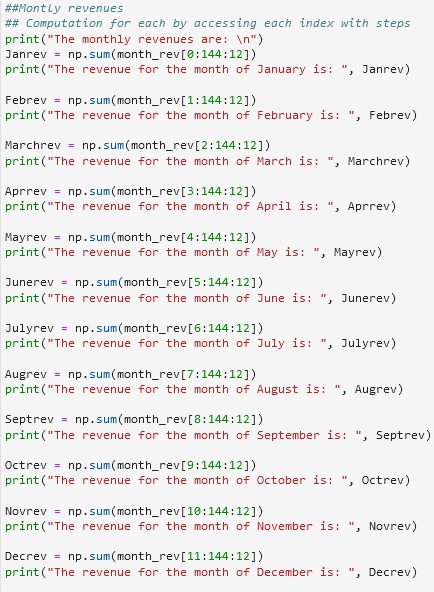 ##Montly revenues
## Computation for each by accessing each index with steps
print("The monthly revenues are: \n")
Janrev = np.sum(month_rev[0:144:12])
print("The revenue for the month of January is: ", Janrev)
Febrev = np.sum(month_rev[1:144:12])
print("The revenue for the month of February is: ", Febrev)
Marchrev = np.sum(month_rev[2:144:12])
print("The revenue for the month of March is: ", Marchrev)
Aprrev = np.sum(month_rev[3:144:12])
print("The revenue for the month of April is: ", Aprrev)
Mayrev = np.sum(month_rev[4:144:12])
print("The revenue for the month of May is: ", Mayrev)
Junerev = np.sum(month_rev[5:144:12])
print("The revenue for the month of June is: ", Junerev)
Julyrev = np.sum(month_rev[6:144:12])
print("The revenue for the month of July is: ", Julyrev)
Augrev = np.sum(month_rev[7:144:12])
print("The revenue for the month of August is: ", Augrev)
Septrev = np.sum(month_rev[8:144:12])
print("The revenue for the month of September is: ", Septrev)
Octrev = np.sum(month_rev[9:144:12])
print("The revenue for the month of October is: ", Octrev)
Novrev = np.sum(month_rev[10:144:12])
print("The revenue for the month of November is: ", Novrev)
Decrev = np.sum(month_rev[11:144:12])
print("The revenue for the month of December is: ", Decrev)